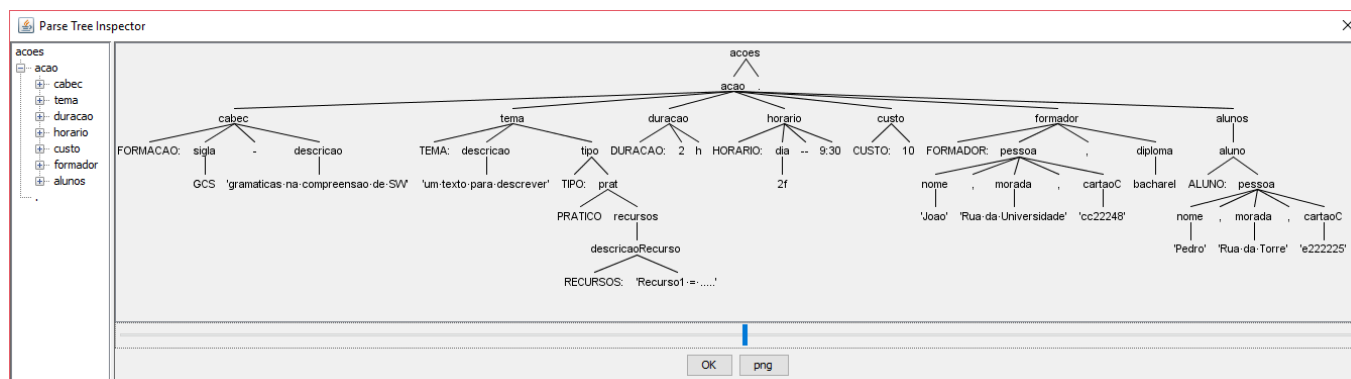 Parse Tree Inspector
acoes
acao
cabec
tema
duracao
horario
custo
formador
alunos
.
acoes
acao .
cabec tema duracao horario custo formador alunos
FORMACAO: sigla - descricao TEMA: descricao tipo DURACAO: 2 h HORARIO: dia -- 9:30 CUSTO: 10 FORMADOR: pessoa , diploma aluno
GCS 'gramaticas·na·compreensao·de·SW' 'um·texto·para·descrever' TIPO: prat 2f nome , morada , cartaoC bacharel ALUNO: pessoa
PRATICO recursos 'Joao' 'Rua·da·Universidade' 'cc22248' nome , morada , cartaoC
descricaoRecurso 'Pedro' 'Rua·da·Torre' 'e222225'
RECURSOS: 'Recurso1·=·.....'
OK png